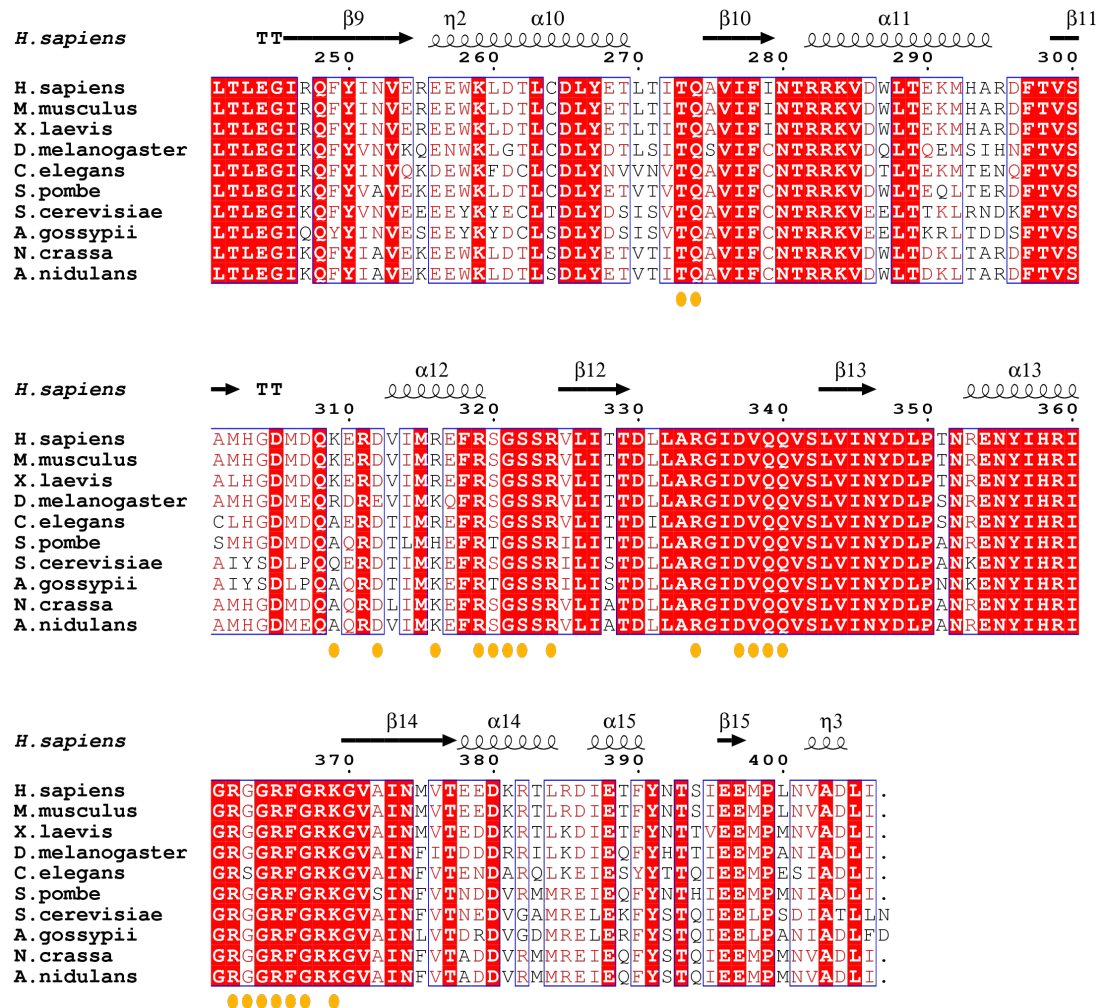 β9 η2 α10 β10 α11 β11
H.sapiens TT
250 260 270 280 290 300
H.sapiens LTLEGIRQFYINVEREEWKLDTLCDLYETLTITQAVIFINTRRKVDWLTEKMHARDFTVS
M.musculus LTLEGIRQFYINVEREEWKLDTLCDLYETLTITQAVIFINTRRKVDWLTEKMHARDFTVS
X.laevis LTLEGIRQFYINVEREEWKLDTLCDLYETLTITQAVIFINTRRKVDWLTEKMHARDFTVS
D.melanogaster LTLEGIKQFYVNVKQENWKLGTLCDLYDTLSITQSVIFCNTRRKVDQLTQEMSIHNFTVS
C.elegans LTLEGIRQFYINVQKDEWKFDCLCDLYNVVNVTQAVIFCNTRRKVDTLTEKMTENQFTVS
S.pombe LTLEGIKQFYVAVEKEEWKLDTLCDLYETVTVTQAVIFCNTRRKVDWLTEQLTERDFTVS
S.cerevisiae LTLEGIKQFYVNVEEEEYKYECLTDLYDSISVTQAVIFCNTRRKVEELTTKLRNDKFTVS
A.gossypii LTLEGIQQYYINVESEEYKYDCLSDLYDSISVTQAVIFCNTRRKVEELTKRLTDDSFTVS
N.crassa LTLEGIKQFYIAVEKEEWKLDTLSDLYETVTITQAVIFCNTRRKVDWLTDKLTARDFTVS
A.nidulans LTLEGIKQFYIAVEKEEWKLDTLSDLYETVTITQAVIFCNTRRKVDWLTDKLTARDFTVS
α12 β12 β13 α13
H.sapiens TT
310 320 330 340 350 360
H.sapiens AMHGDMDQKERDVIMREFRSGSSRVLITTDLLARGIDVQQVSLVINYDLPTNRENYIHRI
M.musculus AMHGDMDQKERDVIMREFRSGSSRVLITTDLLARGIDVQQVSLVINYDLPTNRENYIHRI
X.laevis ALHGDMDQKERDVIMREFRSGSSRVLITTDLLARGIDVQQVSLVINYDLPTNRENYIHRI
D.melanogaster AMHGDMEQRDREVIMKQFRSGSSRVLITTDLLARGIDVQQVSLVINYDLPSNRENYIHRI
C.elegans CLHGDMDQAERDTIMREFRSGSSRVLITTDILARGIDVQQVSLVINYDLPSNRENYIHRI
S.pombe SMHGDMDQAQRDTLMHEFRTGSSRILITTDLLARGIDVQQVSLVINYDLPANRENYIHRI
S.cerevisiae AIYSDLPQQERDTIMKEFRSGSSRILISTDLLARGIDVQQVSLVINYDLPANKENYIHRI
A.gossypii AIYSDLPQAQRDTIMKEFRTGSSRILISTDLLARGIDVQQVSLVINYDLPNNKENYIHRI
N.crassa AMHGDMDQAQRDLIMKEFRSGSSRVLIATDLLARGIDVQQVSLVINYDLPANRENYIHRI
A.nidulans AMHGDMEQAQRDVIMKEFRSGSSRVLIATDLLARGIDVQQVSLVINYDLPANRENYIHRI
β14 α14 α15 β15 η3
H.sapiens
370 380 390 400
H.sapiens GRGGRFGRKGVAINMVTEEDKRTLRDIETFYNTSIEEMPLNVADLI.
M.musculus GRGGRFGRKGVAINMVTEEDKRTLRDIETFYNTSIEEMPLNVADLI.
X.laevis GRGGRFGRKGVAINMVTEDDKRTLKDIETFYNTTVEEMPMNVADLI.
D.melanogaster GRGGRFGRKGVAINFITDDDRRILKDIEQFYHTTIEEMPANIADLI.
C.elegans GRSGRFGRKGVAINFVTENDARQLKEIESYYTTQIEEMPESIADLI.
S.pombe GRGGRFGRKGVSINFVTNDDVRMMREIEQFYNTHIEEMPMNIADLI.
S.cerevisiae GRGGRFGRKGVAINFVTNEDVGAMRELEKFYSTQIEELPSDIATLLN
A.gossypii GRGGRFGRKGVAINLVTDRDVGDMRELERFYSTQIEELPANIADLFD
N.crassa GRGGRFGRKGVAINFVTADDVRMMREIEQFYSTQIEEMPMNVADLI.
A.nidulans GRGGRFGRKGVAINFVTADDVRMMREIEQFYSTQIEEMPMNVADLI.